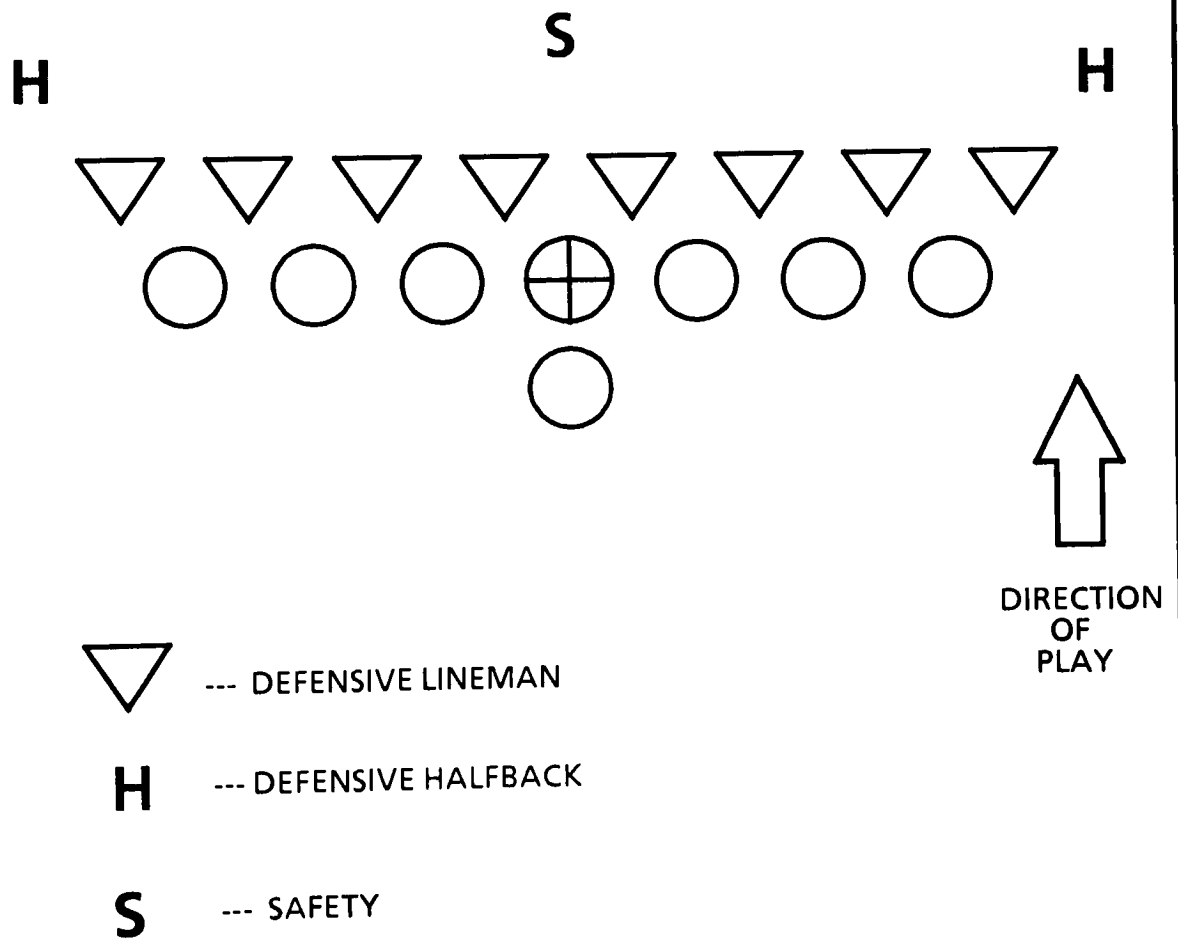 S
H H
DIRECTION
OF
PLAY
--- DEFENSIVE LINEMAN
H --- DEFENSIVE HALFBACK
S --- SAFETY